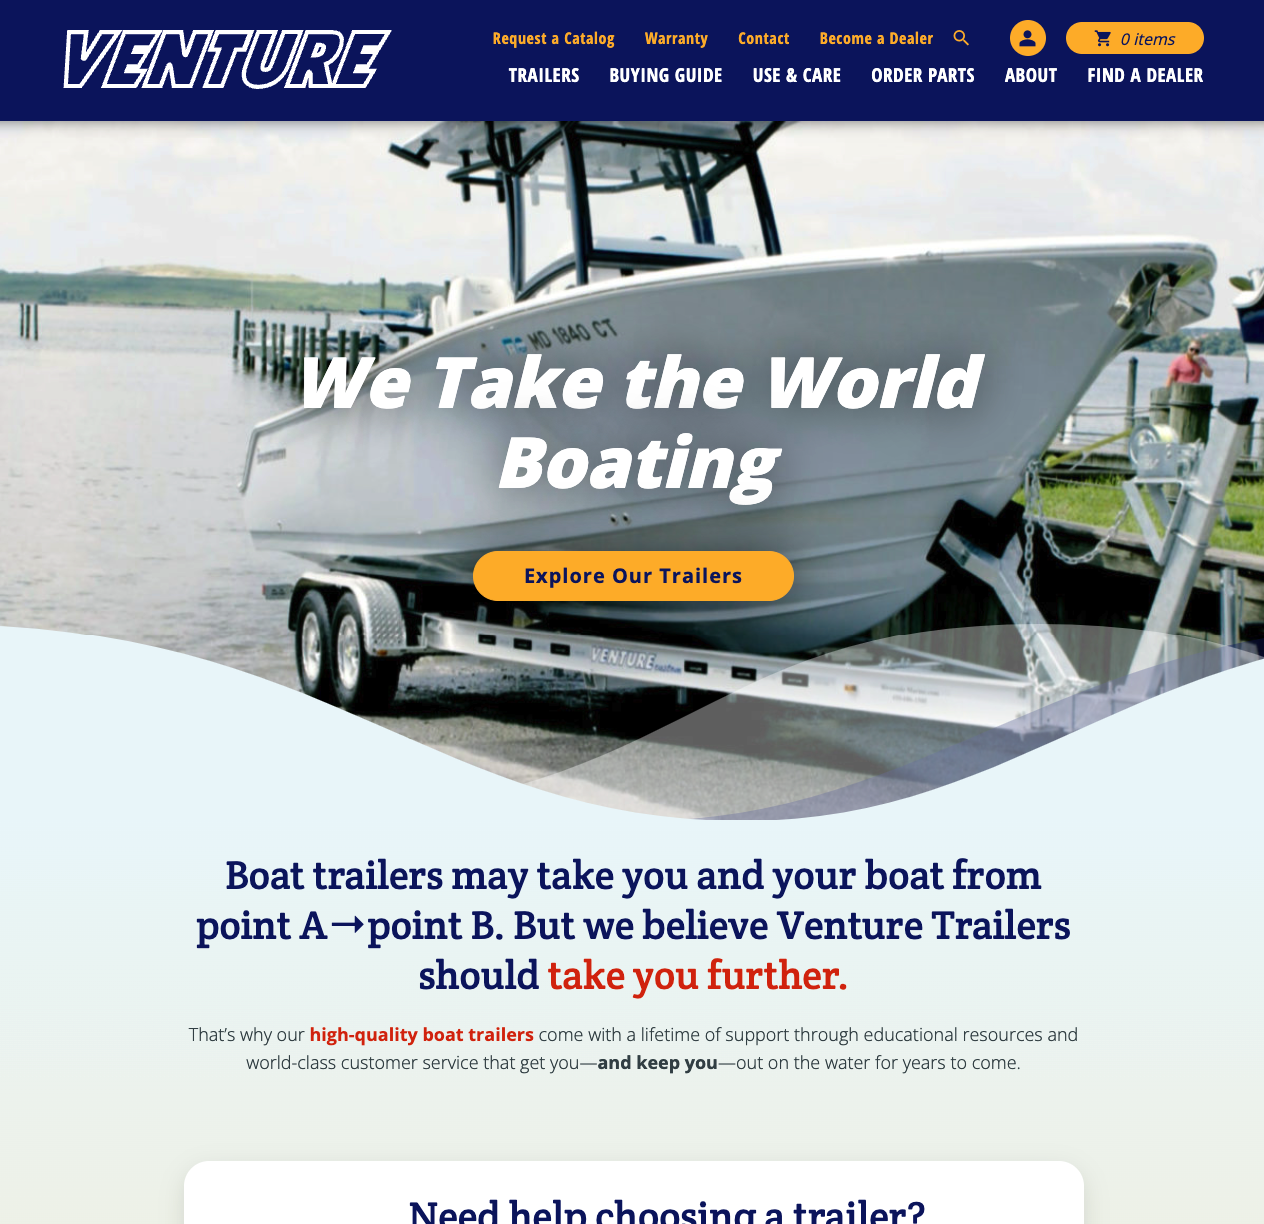 VENTURE
Request a Catalog Warranty Contact Become a Dealer 0 items
TRAILERS BUYING GUIDE USE & CARE ORDER PARTS ABOUT FIND A DEALER
MD 1840 CT
We Take the World
Boating
Explore Our Trailers
VENTURE custom
Boat trailers may take you and your boat from
point A→point B. But we believe Venture Trailers
should take you further.
That’s why our high-quality boat trailers come with a lifetime of support through educational resources and
world-class customer service that get you—and keep you—out on the water for years to come.
Need help choosing a trailer?